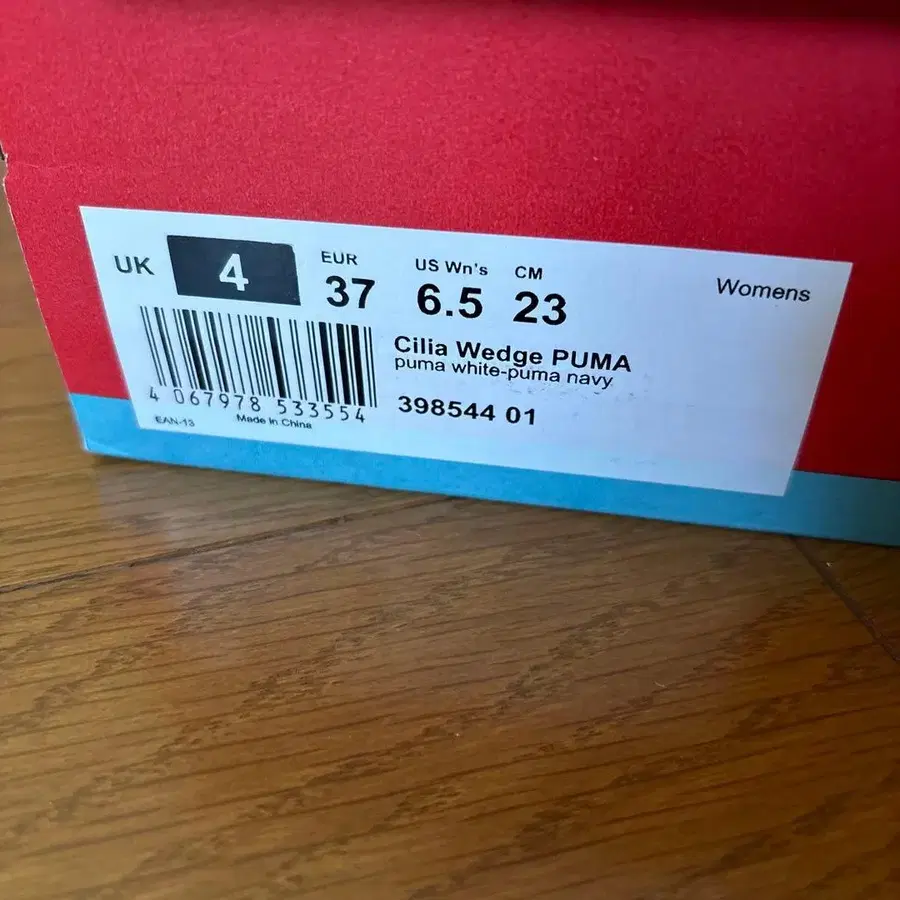 UK 4
EUR 37
US Wn's 6.5
CM 23
Womens
Cilia Wedge PUMA
puma white-puma navy
398544 01
4 067978 533554
EAN-13
Made in China